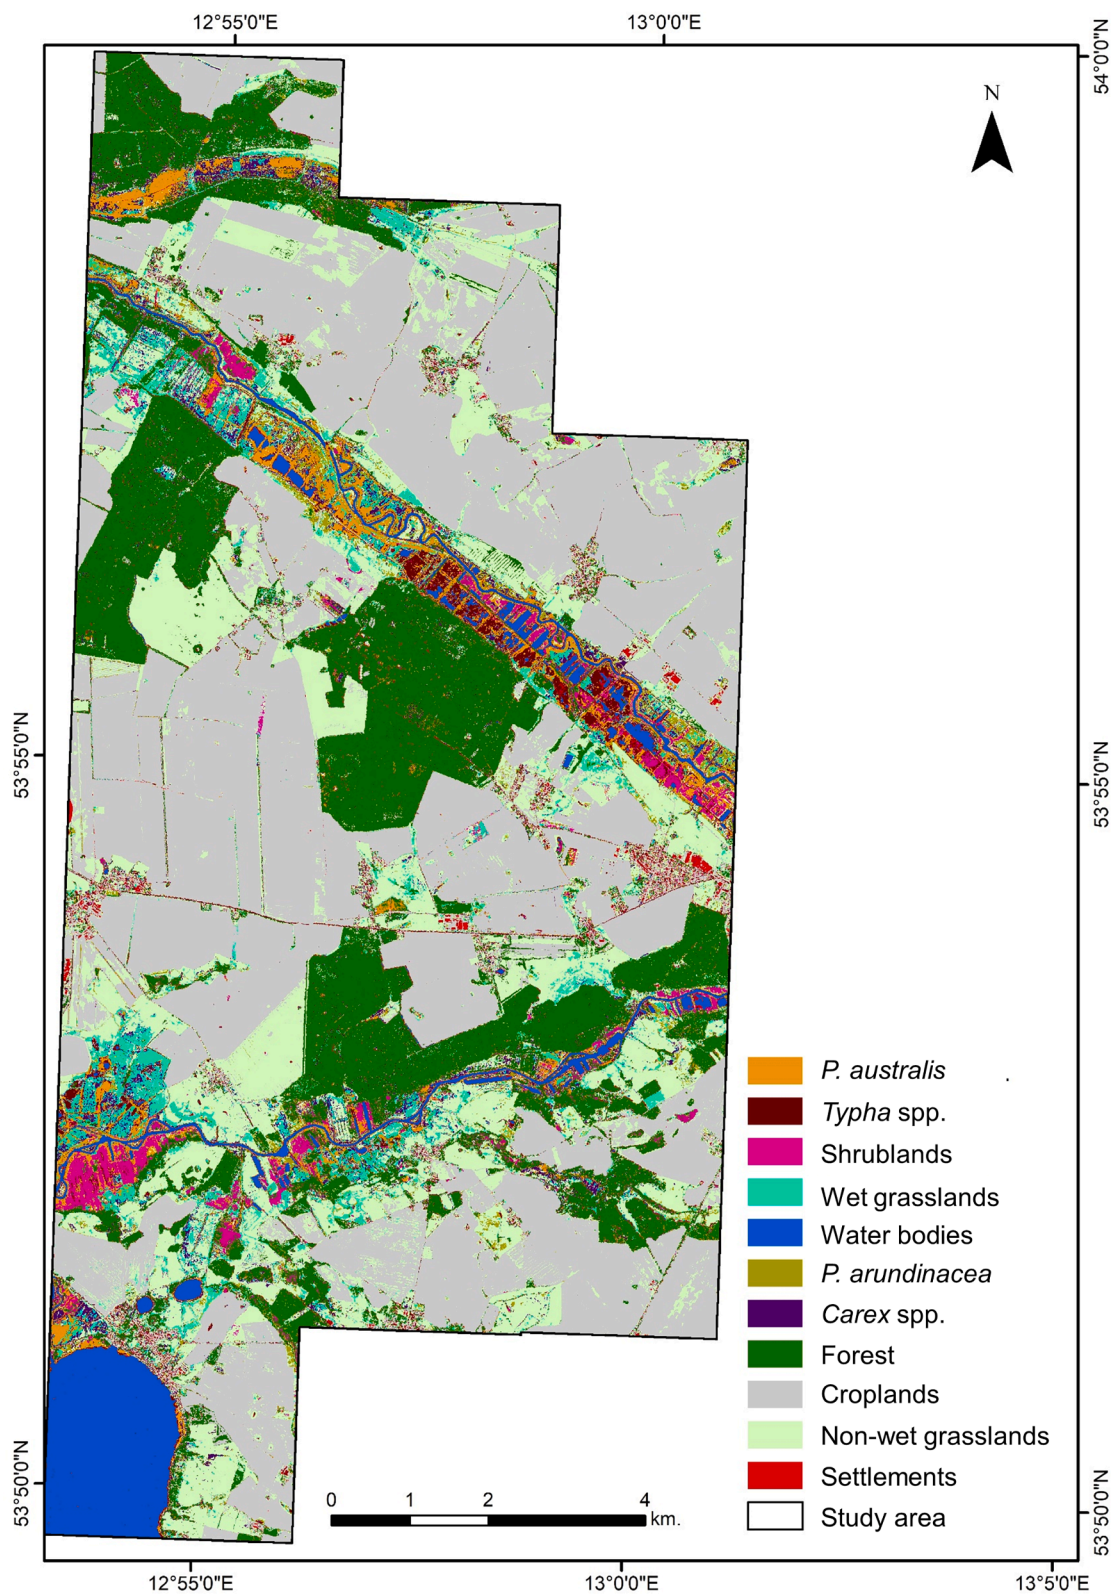 12°55'0"E
13°0'0"E
54°0'0"N
N
53°55'0"N
53°55'0"N
P. australis
Typha spp.
Shrublands
Wet grasslands
Water bodies
P. arundinacea
Carex spp.
Forest
Croplands
Non-wet grasslands
Settlements
Study area
0 1 2 4
km.
53°50'0"N
53°50'0"N
12°55'0"E
13°0'0"E
13°5'0"E